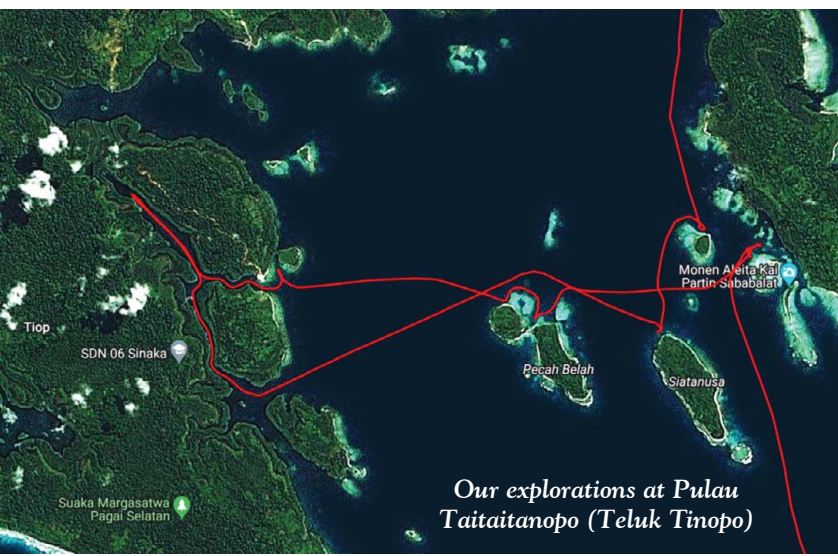 Monen Aleita Kai
Partin Sababalat
Tiop
SDN 06 Sinaka
Pecah Belah
Siatanusa
Suaka Margasatwa
Pagai Selatan
Our explorations at Pulau
Taitaitanopo (Teluk Tinopo)